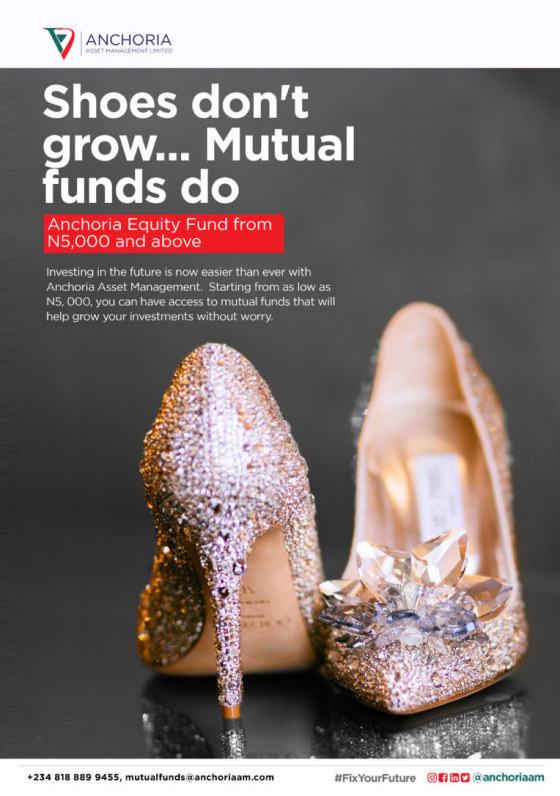 ANCHORIA
ASSET MANAGEMENT LIMITED
Shoes don't
grow... Mutual
funds do
Anchoria Equity Fund from
N5,000 and above
Investing in the future is now easier than ever with
Anchoria Asset Management. Starting from as low as
N5, 000, you can have access to mutual funds that will
help grow your investments without worry.
+234 818 889 9455, mutualfunds@anchoriaam.com
#FixYourFuture
@anchoriaam